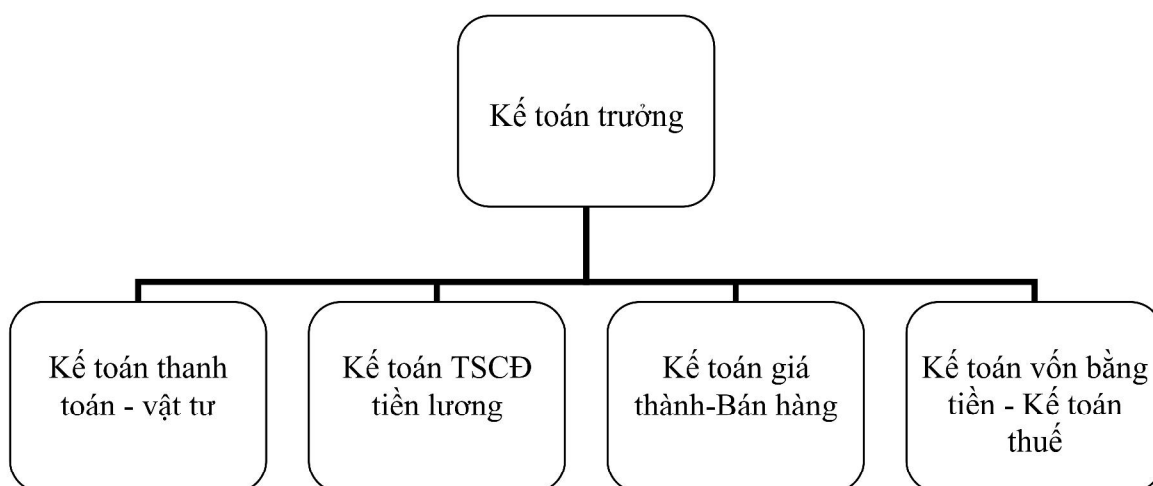 Kế toán trưởng
Kế toán thanh
toán - vật tư
Kế toán TSCĐ
tiền lương
Kế toán giá
thành-Bán hàng
Kế toán vốn bằng
tiền - Kế toán
thuế